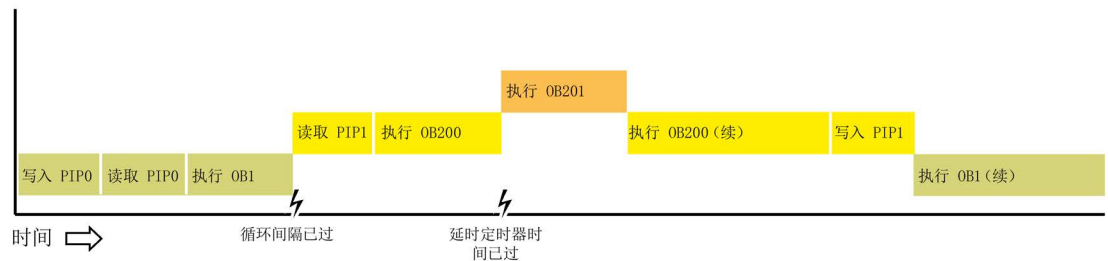 执行 OB201
读取 PIP1
执行 OB200
执行 OB200(续)
写入 PIP1
写入 PIP0
读取 PIP0
执行 OB1
执行 OB1(续)
时间
循环间隔已过
延时定时器时
间已过